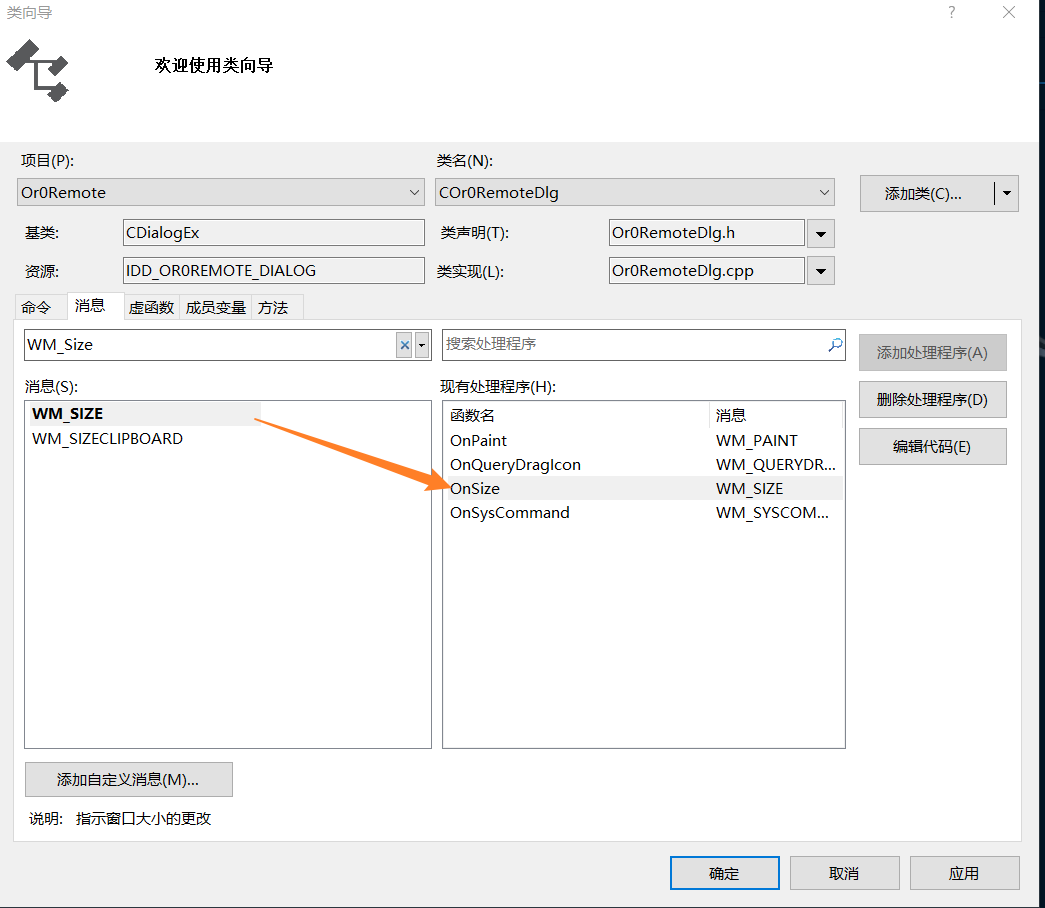 类向导
?
欢迎使用类向导
项目(P):
类名(N):
Or0Remote
COr0RemoteDlg
添加类(C)...
基类:
CDialogEx
类声明(T):
Or0RemoteDlg.h
资源:
IDD_OR0REMOTE_DIALOG
类实现(L):
Or0RemoteDlg.cpp
命令
消息
虚函数
成员变量
方法
WM_Size
搜索处理程序
添加处理程序(A)
消息(S):
现有处理程序(H):
删除处理程序(D)
WM_SIZE
函数名
消息
WM_SIZECLIPBOARD
OnPaint
WM_PAINT
编辑代码(E)
OnQueryDragIcon
WM_QUERYDR...
OnSize
WM_SIZE
OnSysCommand
WM_SYSCOM...
添加自定义消息(M)...
说明: 指示窗口大小的更改
确定
取消
应用